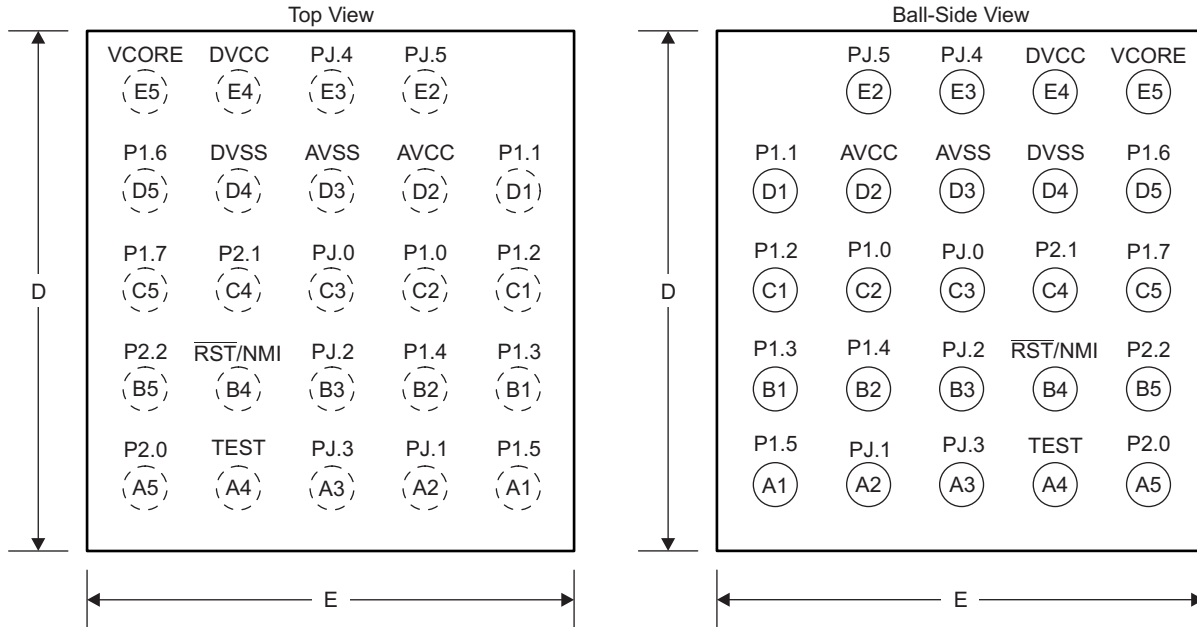 Top View
VCORE DVCC PJ.4 PJ.5
E5 E4 E3 E2
P1.6 DVSS AVSS AVCC P1.1
D5 D4 D3 D2 D1
P1.7 P2.1 PJ.0 P1.0 P1.2
C5 C4 C3 C2 C1
P2.2 RST/NMI PJ.2 P1.4 P1.3
B5 B4 B3 B2 B1
P2.0 TEST PJ.3 PJ.1 P1.5
A5 A4 A3 A2 A1
D
E
Ball-Side View
PJ.5 PJ.4 DVCC VCORE
E2 E3 E4 E5
P1.1 AVCC AVSS DVSS P1.6
D1 D2 D3 D4 D5
P1.2 P1.0 PJ.0 P2.1 P1.7
C1 C2 C3 C4 C5
P1.3 P1.4 PJ.2 RST/NMI P2.2
B1 B2 B3 B4 B5
P1.5 PJ.1 PJ.3 TEST P2.0
A1 A2 A3 A4 A5
D
E